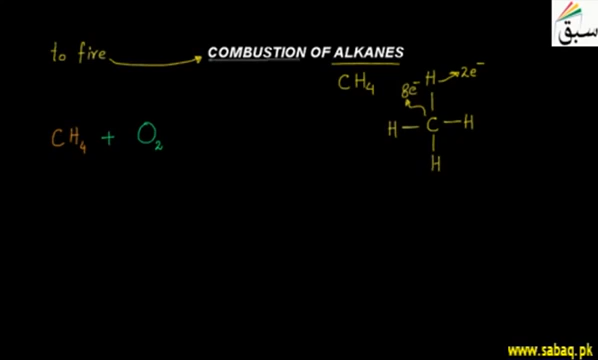 سبق
to fire COMBUSTION OF ALKANES
CH₄
8e⁻ H 2e⁻
H — C — H
H
CH₄ + O₂
www.sabaq.pk